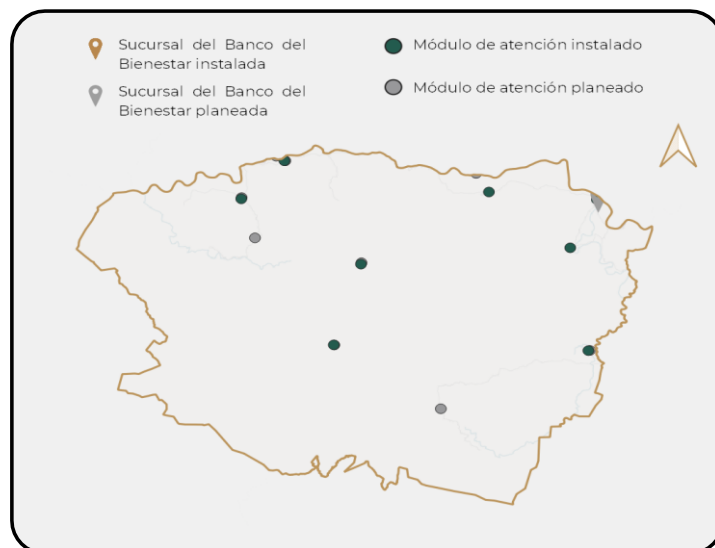 Sucursal del Banco del
Bienestar instalada
Sucursal del Banco del
Bienestar planeada
Módulo de atención instalado
Módulo de atención planeado